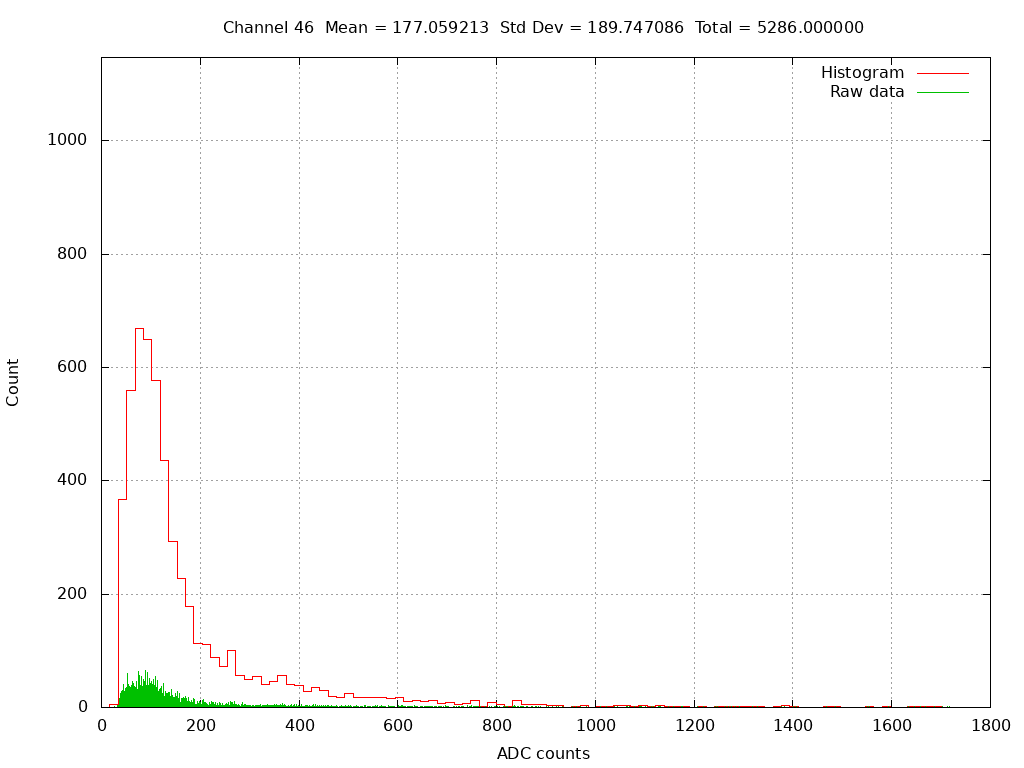 Channel 46  Mean = 177.059213  Std Dev = 189.747086  Total = 5286.000000
Histogram
Raw data
1000
800
600
400
200
0
Count
0 200 400 600 800 1000 1200 1400 1600 1800
ADC counts